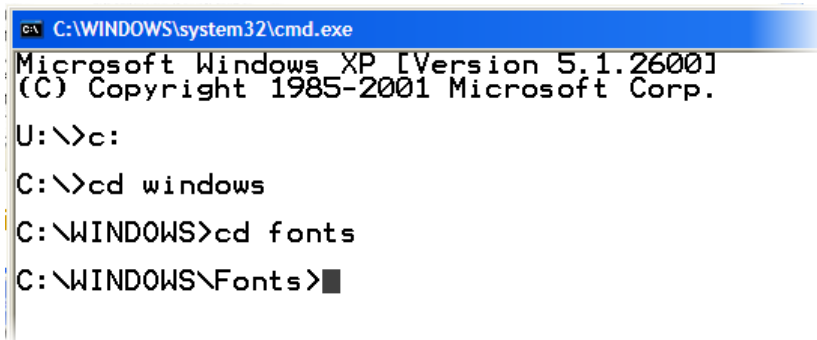 C:\WINDOWS\system32\cmd.exe
Microsoft Windows XP [Version 5.1.2600]
(C) Copyright 1985-2001 Microsoft Corp.
U:\>c:
C:\>cd windows
C:\WINDOWS>cd fonts
C:\WINDOWS\Fonts>